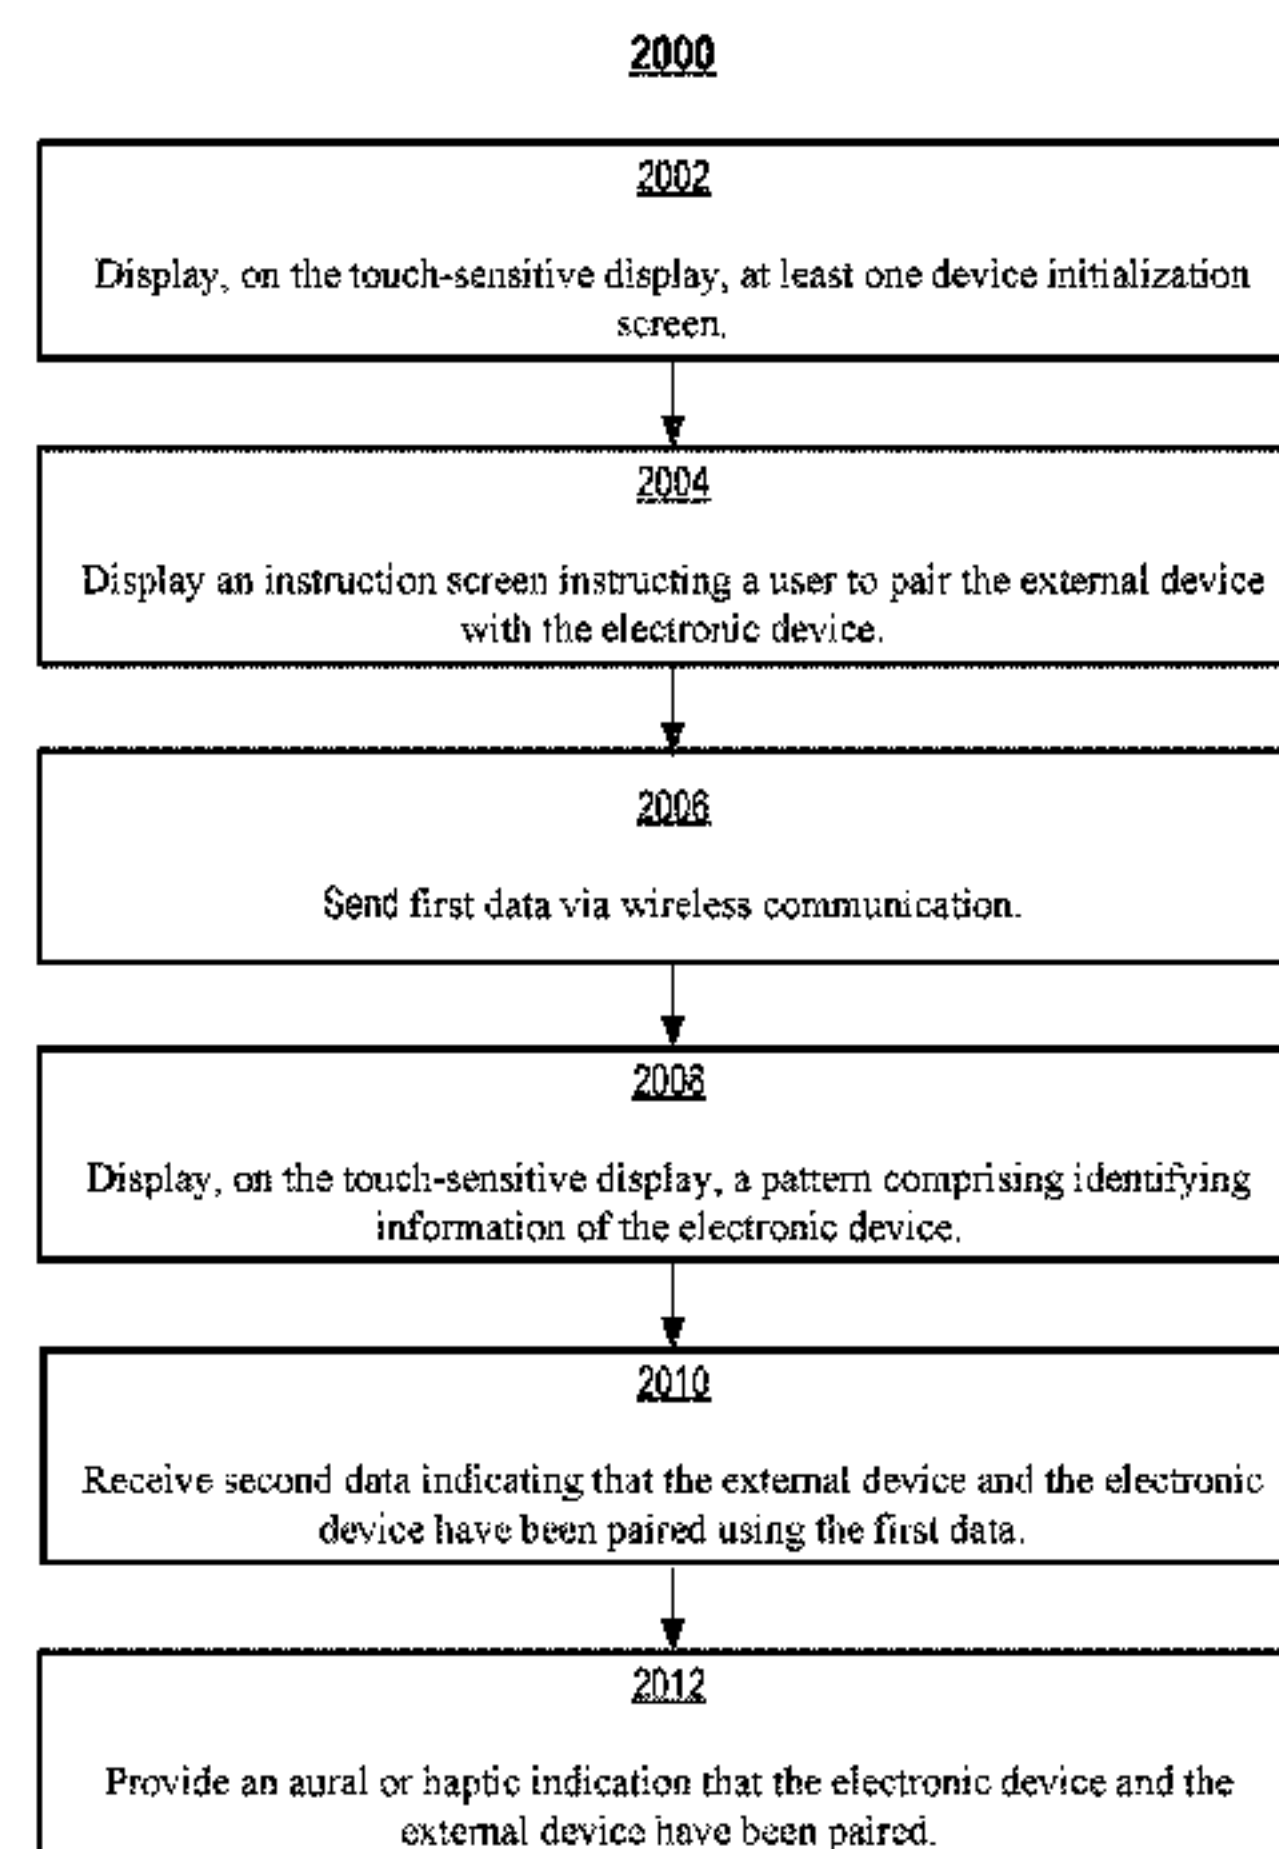 2000
2002
Display, on the touch-sensitive display, at least one device initialization
screen.
2004
Display an instruction screen instructing a user to pair the external device
with the electronic device.
2006
Send first data via wireless communication.
2008
Display, on the touch-sensitive display, a pattern comprising identifying
information of the electronic device.
2010
Receive second data indicating that the external device and the electronic
device have been paired using the first data.
2012
Provide an aural or haptic indication that the electronic device and the
external device have been paired.